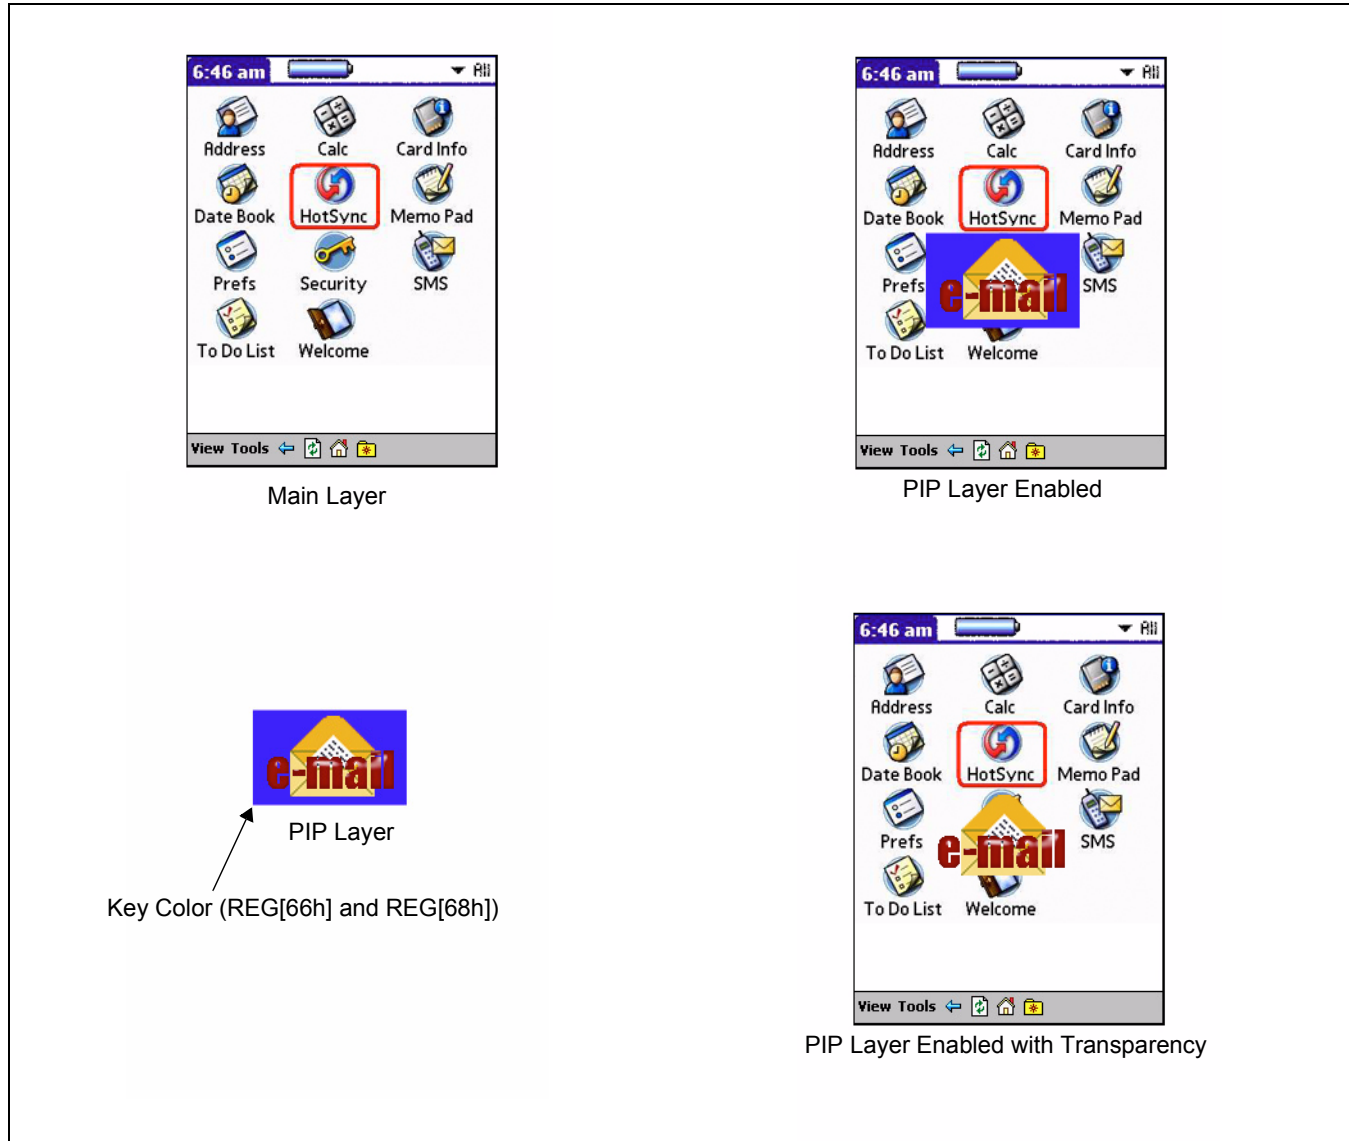 6:46 am All
Address Calc Card Info
Date Book HotSync Memo Pad
Prefs Security SMS
To Do List Welcome
View Tools
Main Layer
6:46 am All
Address Calc Card Info
Date Book HotSync Memo Pad
Prefs e-mail SMS
To Do List Welcome
View Tools
PIP Layer Enabled
e-mail
PIP Layer
Key Color (REG[66h] and REG[68h])
6:46 am All
Address Calc Card Info
Date Book HotSync Memo Pad
Prefs e-mail SMS
To Do List Welcome
View Tools
PIP Layer Enabled with Transparency